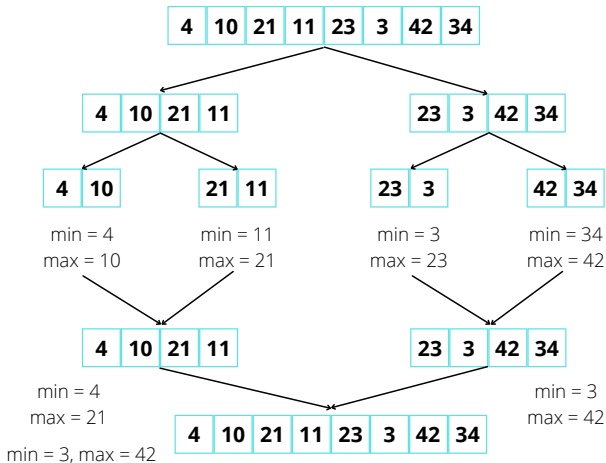 4 10 21 11 23 3 42 34
4 10 21 11
23 3 42 34
4 10
21 11
23 3
42 34
min = 4
max = 10
min = 11
max = 21
min = 3
max = 23
min = 34
max = 42
4 10 21 11
23 3 42 34
min = 4
max = 21
min = 3
max = 42
4 10 21 11 23 3 42 34
min = 3, max = 42